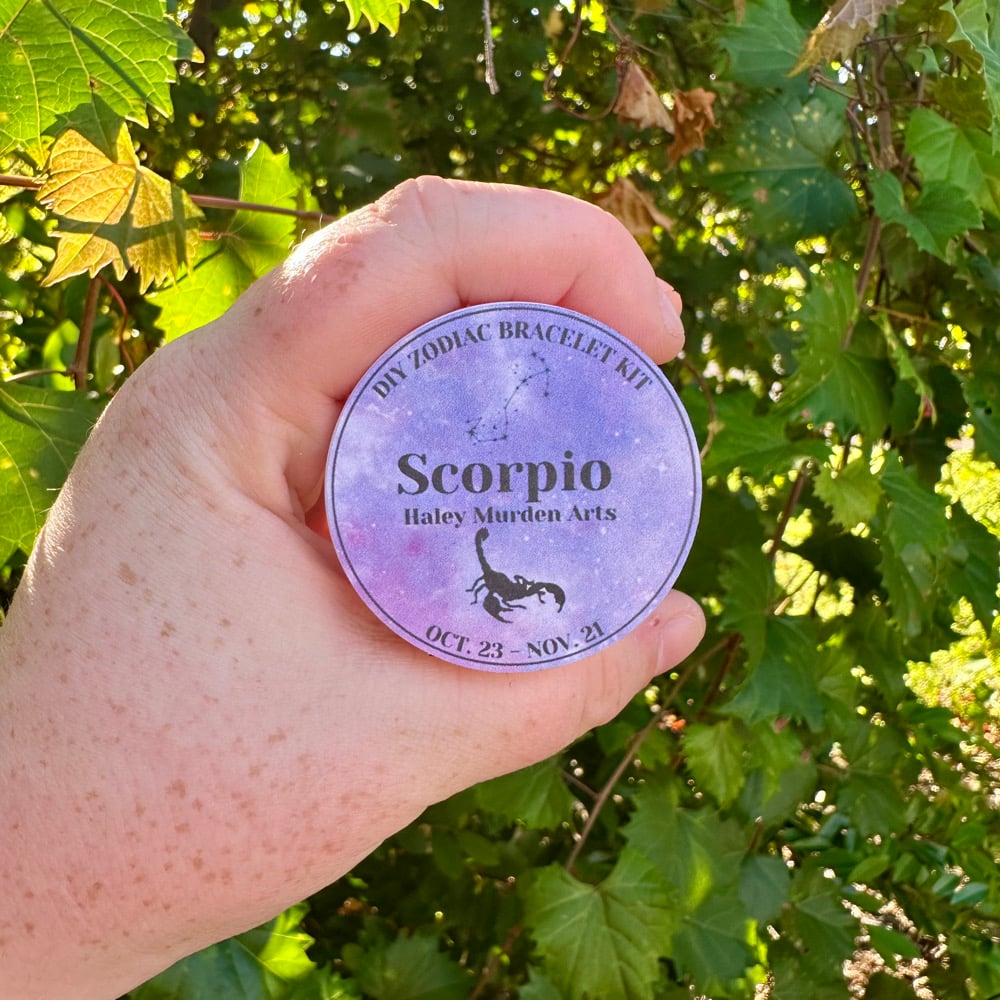 DIY ZODIAC BRACELET KIT
Scorpio
Haley Murden Arts
OCT. 23 - NOV. 21